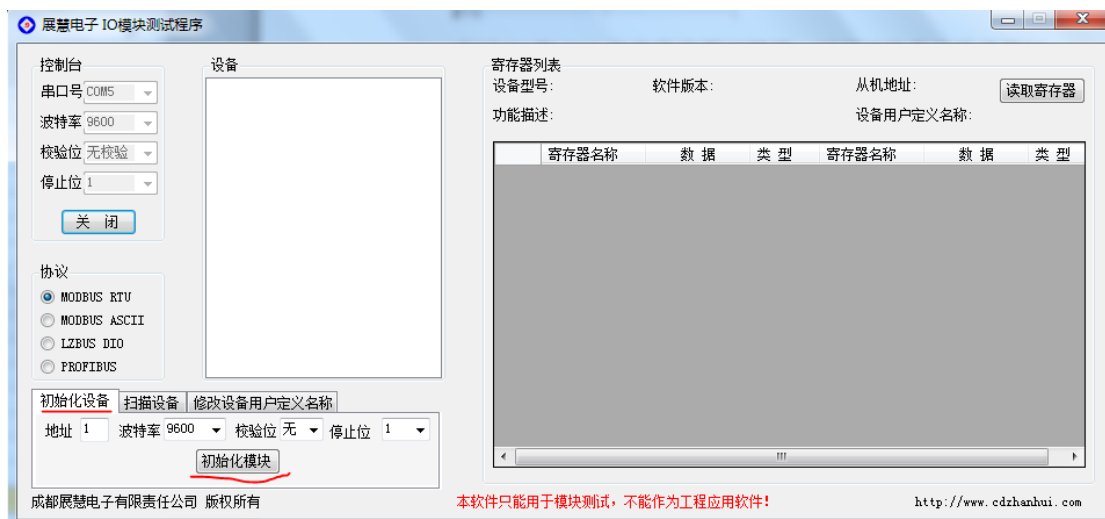 展慧电子 IO模块测试程序
控制台
串口号 COM5
波特率 9600
校验位 无校验
停止位 1
关 闭
协议
MODBUS RTU
MODBUS ASCII
LZBUS DIO
PROFIBUS
设备
初始化设备 扫描设备 修改设备用户定义名称
地址 1 波特率 9600 校验位 无 停止位 1
初始化模块
寄存器列表
设备型号: 软件版本: 从机地址: 读取寄存器
功能描述: 设备用户定义名称:
寄存器名称 数 据 类 型 寄存器名称 数 据 类 型
成都展慧电子有限责任公司 版权所有 本软件只能用于模块测试，不能作为工程应用软件! http://www.cdzhanhui.com